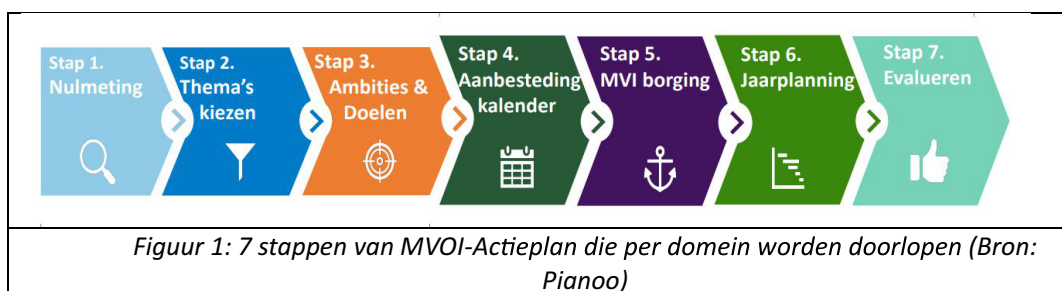 Stap 1.
Nulmeting
Stap 2.
Thema's
kiezen
Stap 3.
Ambities &
Doelen
Stap 4.
Aanbesteding
kalender
Stap 5.
MVI borging
Stap 6.
Jaarplanning
Stap 7.
Evalueren
Figuur 1: 7 stappen van MVOI-Actieplan die per domein worden doorlopen (Bron:
Pianoo)